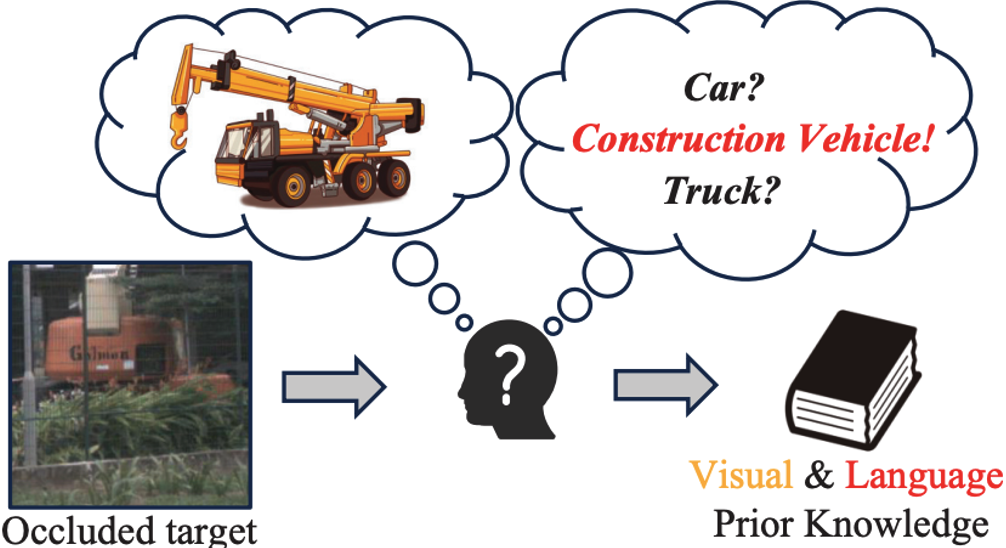 Car?
Construction Vehicle!
Truck?
?
Occluded target
Visual & Language
Prior Knowledge